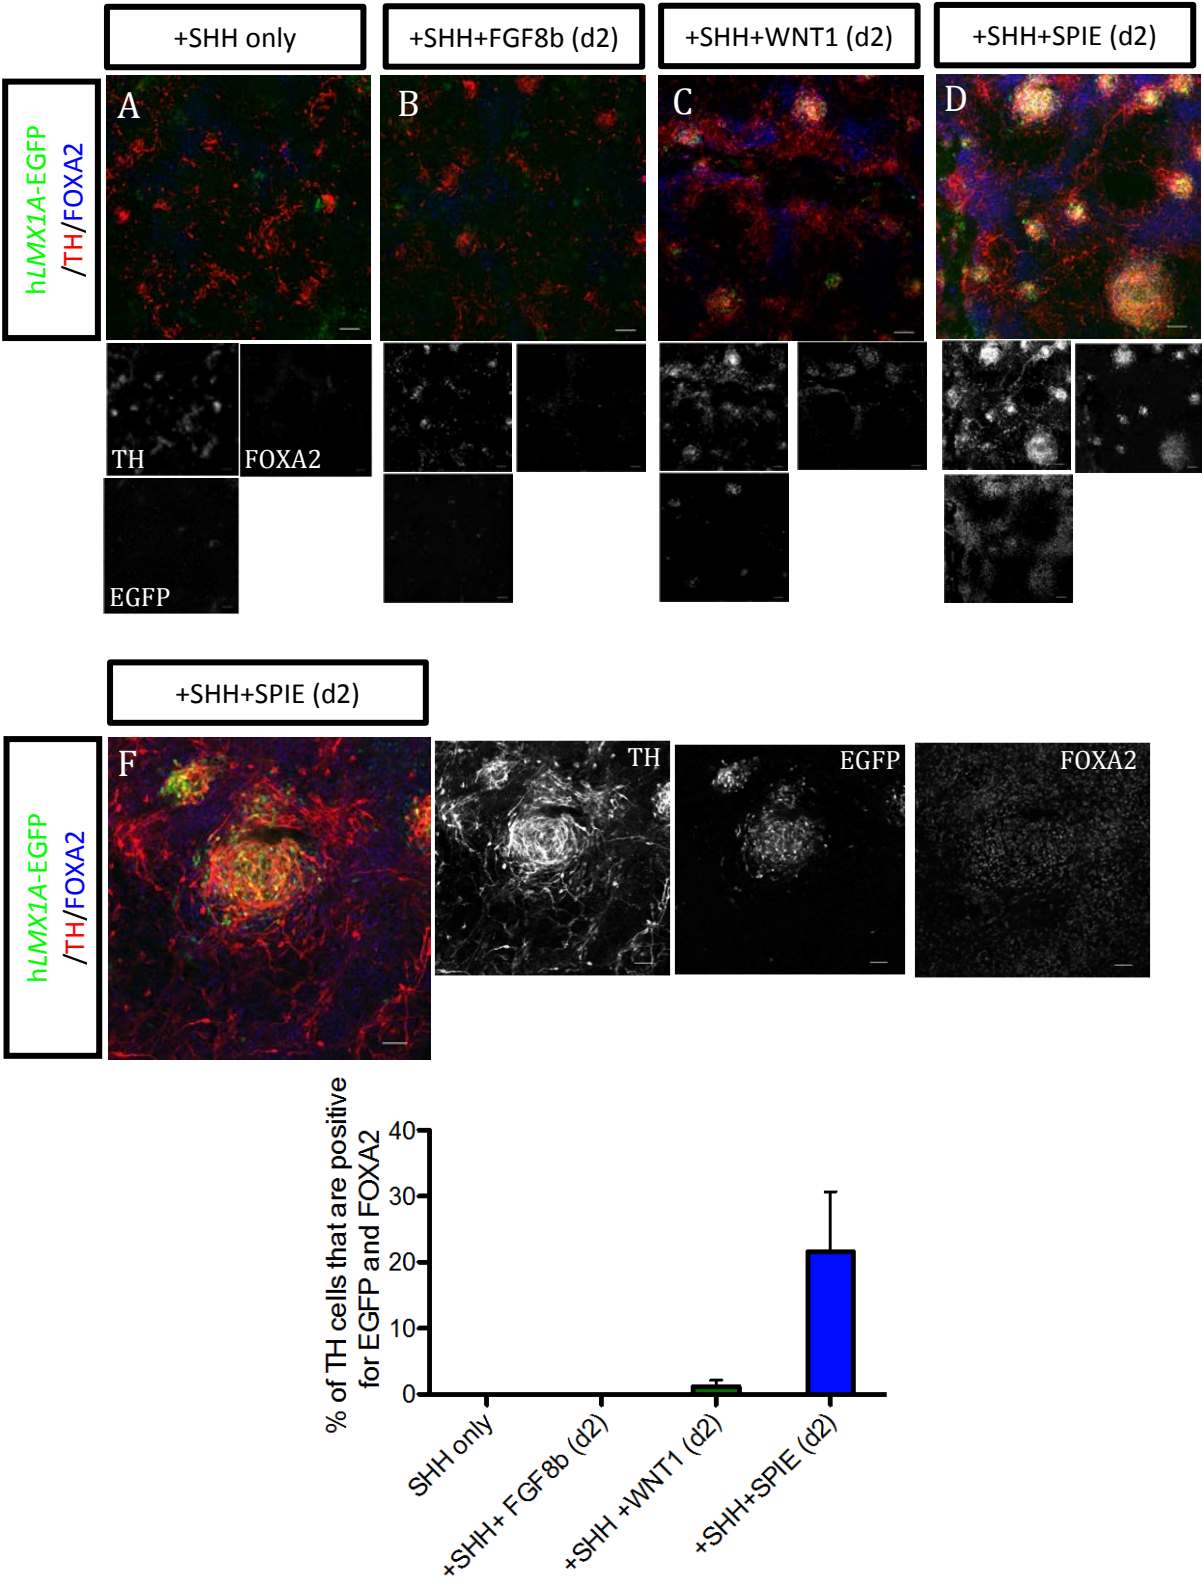 +SHH only
+SHH+FGF8b (d2)
+SHH+WNT1 (d2)
+SHH+SPIE (d2)
hLMX1A-EGFP
/TH/FOXA2
A
B
C
D
TH
FOXA2
EGFP
+SHH+SPIE (d2)
hLMX1A-EGFP
/TH/FOXA2
F
TH
EGFP
FOXA2
% of TH cells that are positive
for EGFP and FOXA2
40
30
20
10
0
SHH only
+SHH+ FGF8b (d2)
+SHH +WNT1 (d2)
+SHH+SPIE (d2)